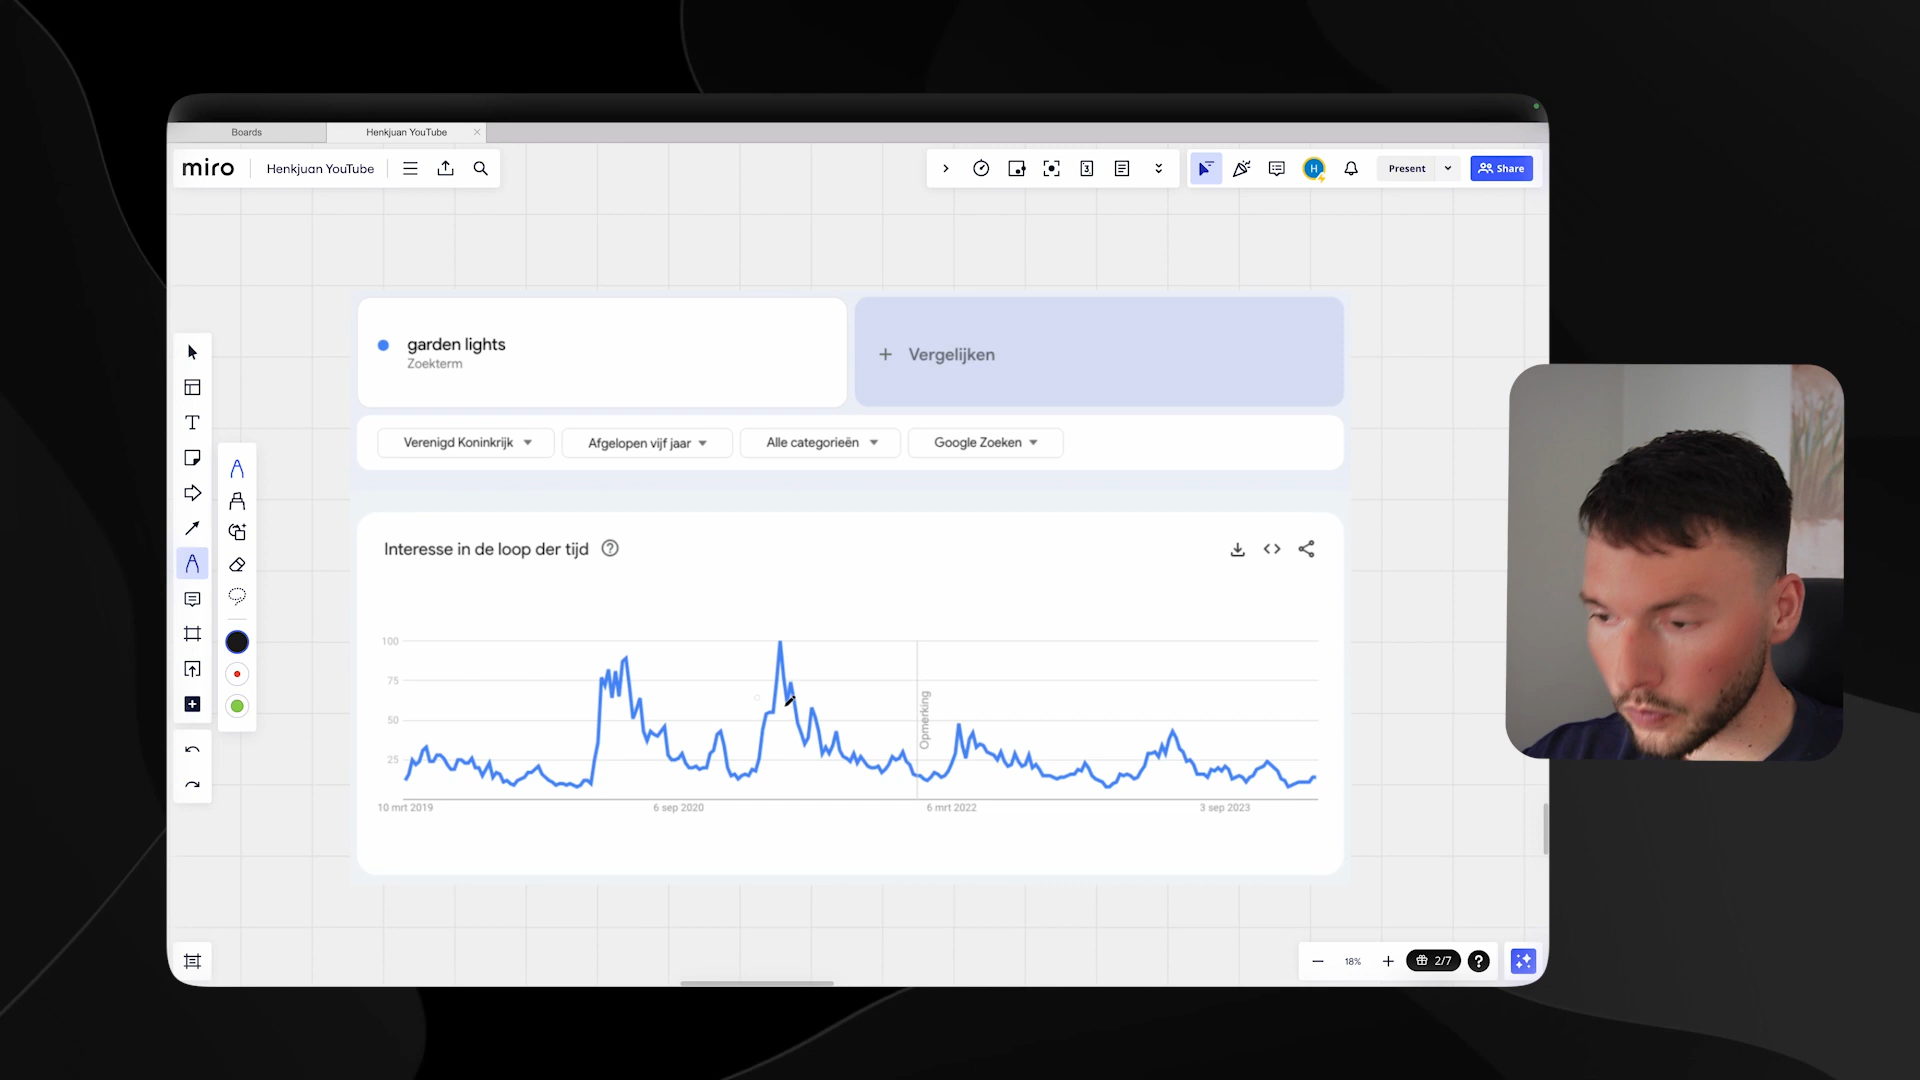 Boards
Henkjuan YouTube
miro
Henkjuan YouTube
3
H
Present
Share
garden lights
Zoekterm
+ Vergelijken
Verenigd Koninkrijk
Afgelopen vijf jaar
Alle categorieën
Google Zoeken
Interesse in de loop der tijd
100
75
50
25
Opmerking
10 mrt 2019
6 sep 2020
6 mrt 2022
3 sep 2023
18%
2/7